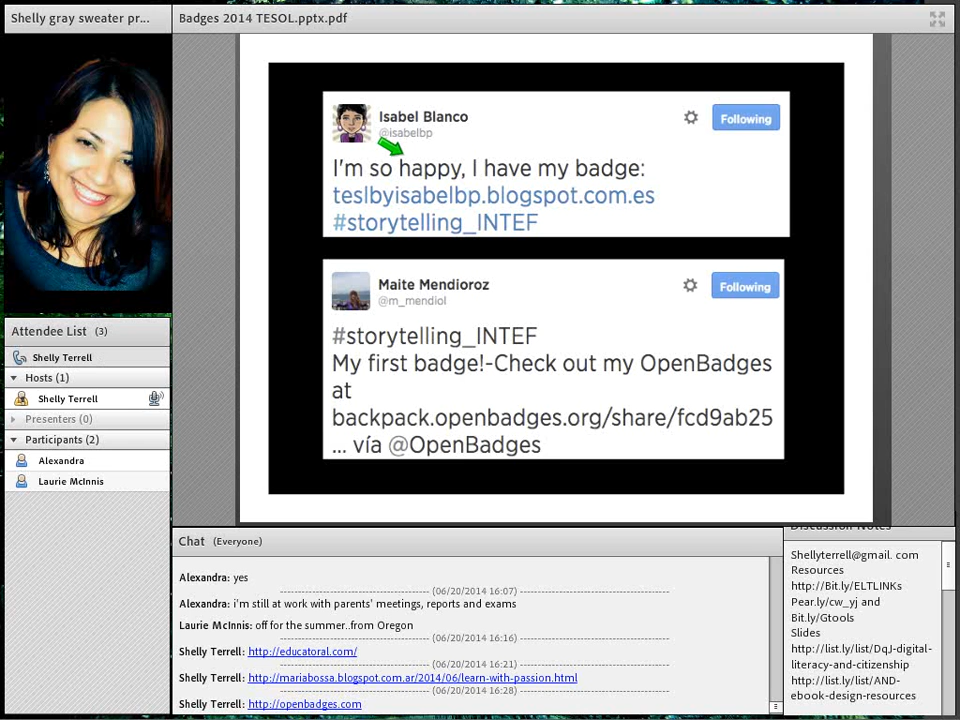 Shelly gray sweater pr...
Badges 2014 TESOL.pptx.pdf
Isabel Blanco
@isabelbp
Following
I'm so happy, I have my badge:
teslbyisabelbp.blogspot.com.es
#storytelling_INTEF
Maite Mendioroz
@m_mendiol
Following
#storytelling_INTEF
My first badge!-Check out my OpenBadges
at
backpack.openbadges.org/share/fcd9ab25
... vía @OpenBadges
Attendee List (3)
Shelly Terrell
Hosts (1)
Shelly Terrell
Presenters (0)
Participants (2)
Alexandra
Laurie McInnis
Chat (Everyone)
Alexandra: yes
(06/20/2014 16:07)
Alexandra: i'm still at work with parents' meetings, reports and exams
Laurie McInnis: off for the summer..from Oregon
(06/20/2014 16:16)
Shelly Terrell: http://educatoral.com/
(06/20/2014 16:21)
Shelly Terrell: http://mariabossa.blogspot.com.ar/2014/06/learn-with-passion.html
(06/20/2014 16:28)
Shelly Terrell: http://openbadges.com
Discussion Notes
Shellyterrell@gmail. com
Resources
http://Bit.ly/ELTLINKs
Pear.ly/cw_yj and
Bit.ly/Gtools
Slides
http://list.ly/list/DqJ-digital-
literacy-and-citizenship
http://list.ly/list/AND-
ebook-design-resources